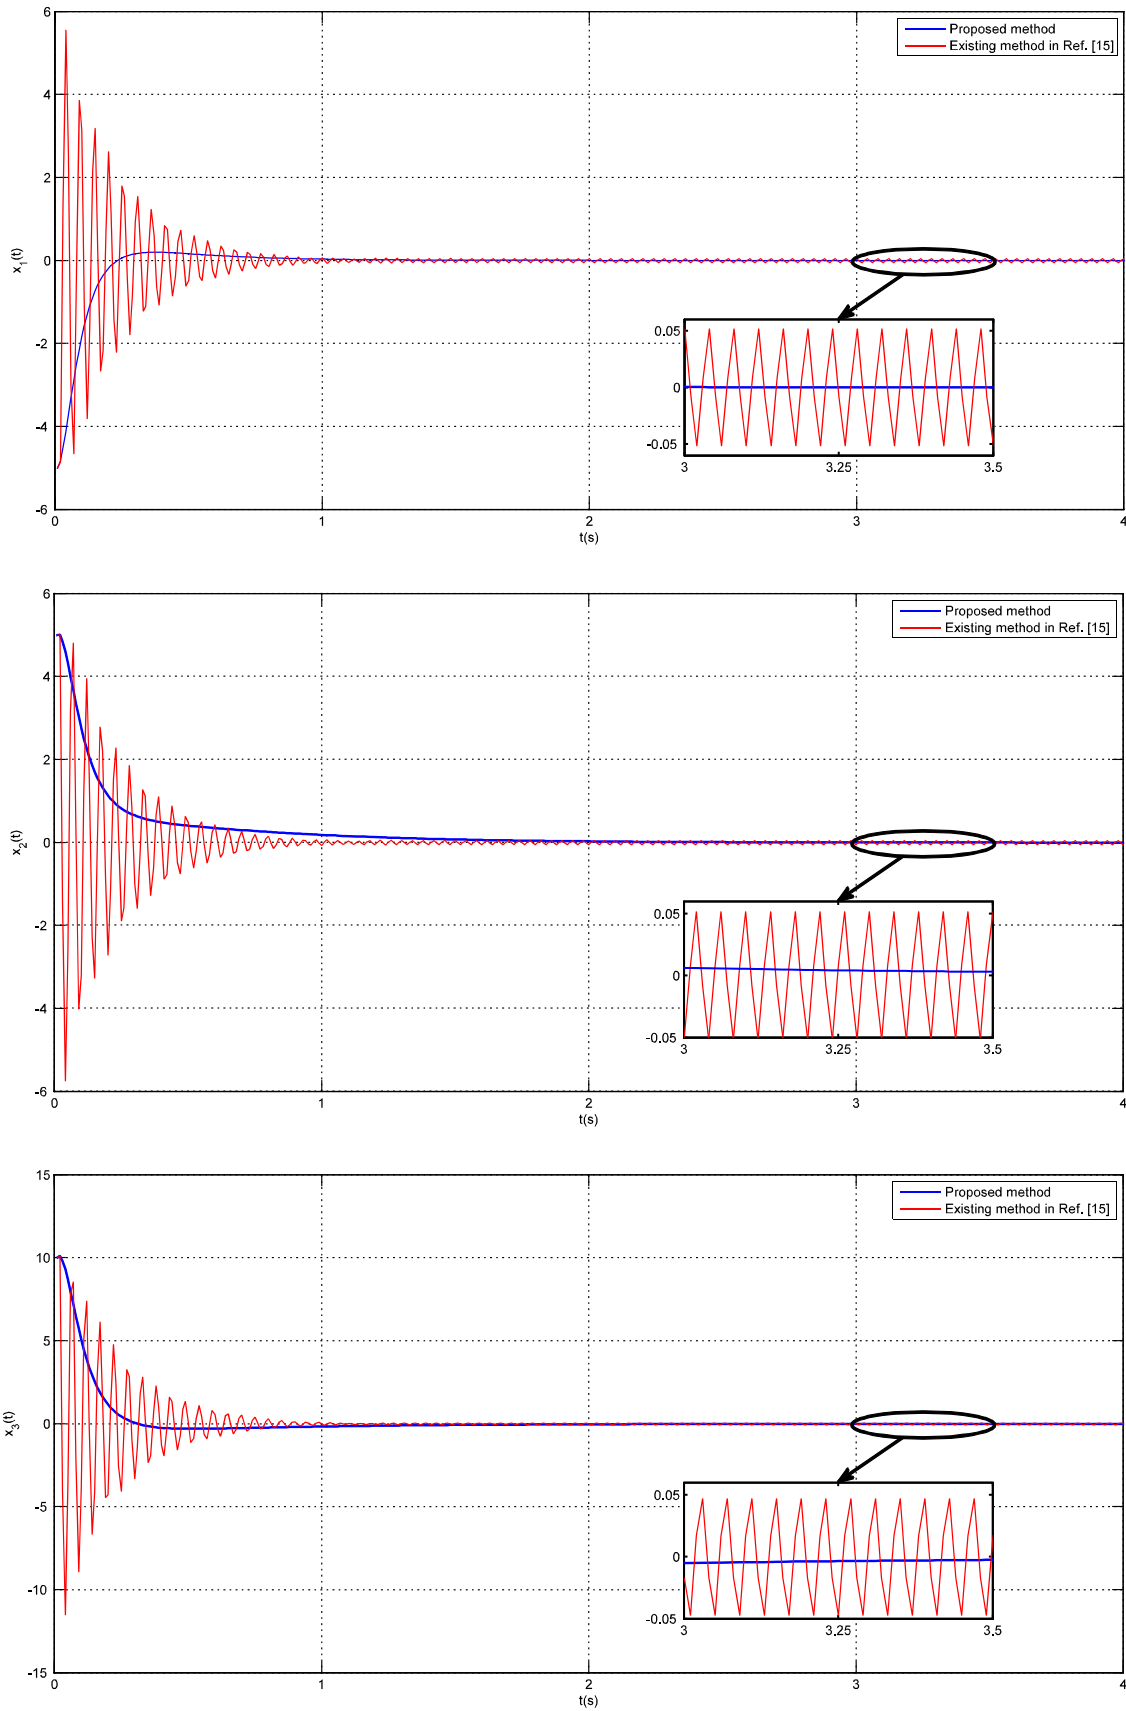 6
Proposed method
Existing method in Ref. [15]
4
2
0
-2
-4
-6
x1(t)
0.05
0
-0.05
3 3.25 3.5
0 1 2 3 4
t(s)
6
Proposed method
Existing method in Ref. [15]
4
2
0
-2
-4
-6
x2(t)
0.05
0
-0.05
3 3.25 3.5
0 1 2 3 4
t(s)
15
Proposed method
Existing method in Ref. [15]
10
5
0
-5
-10
-15
x3(t)
0.05
0
-0.05
3 3.25 3.5
0 1 2 3 4
t(s)